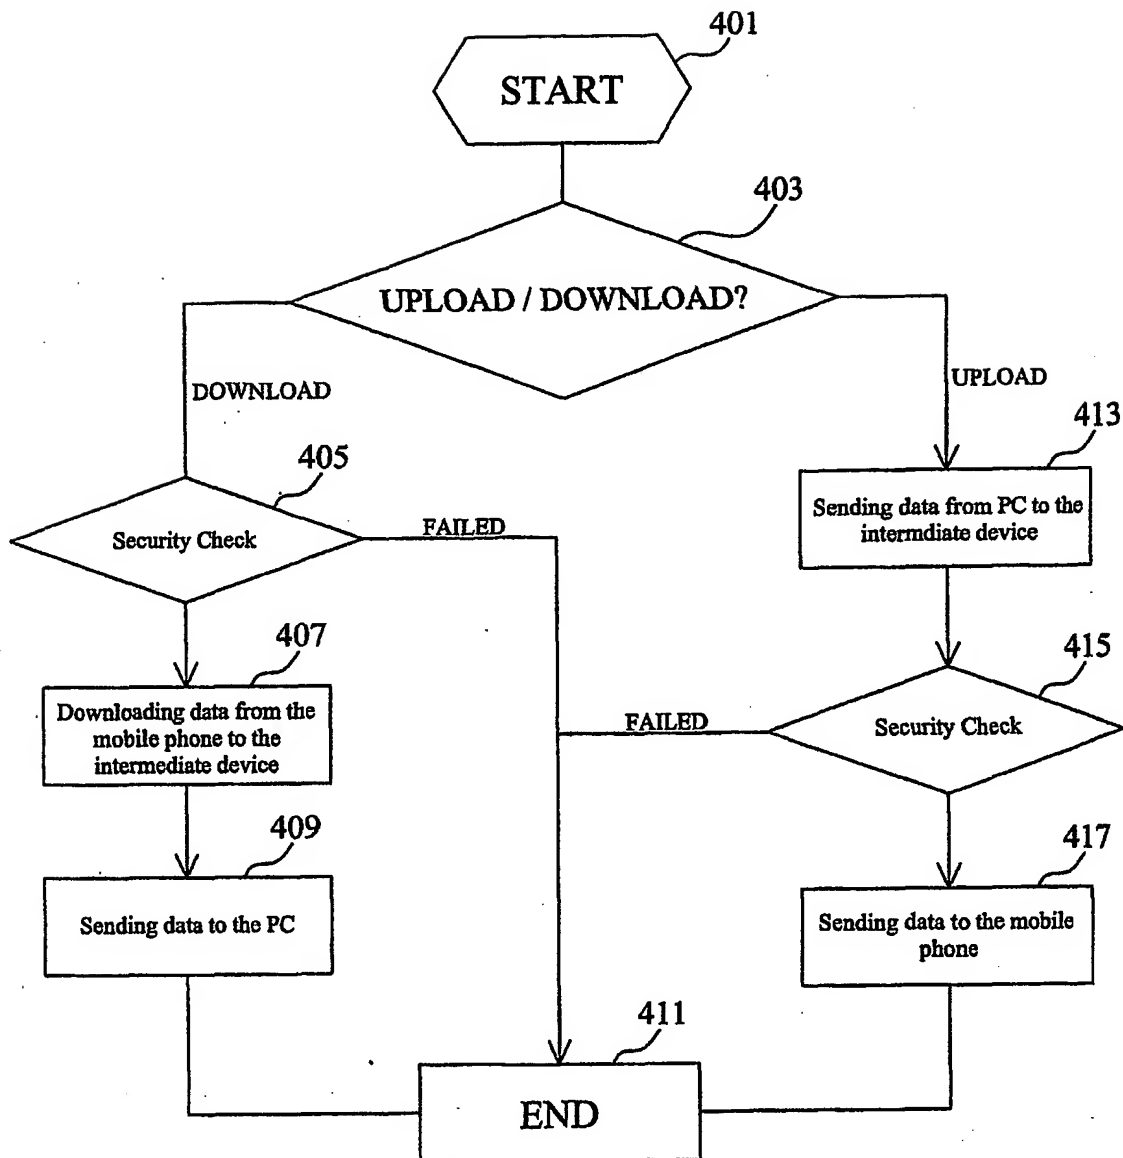 401
START
403
UPLOAD / DOWNLOAD?
DOWNLOAD
UPLOAD
413
405
Sending data from PC to the
intermdiate device
Security Check
FAILED
407
415
Downloading data from the
mobile phone to the
intermediate device
FAILED
Security Check
409
417
Sending data to the PC
Sending data to the mobile
phone
411
END